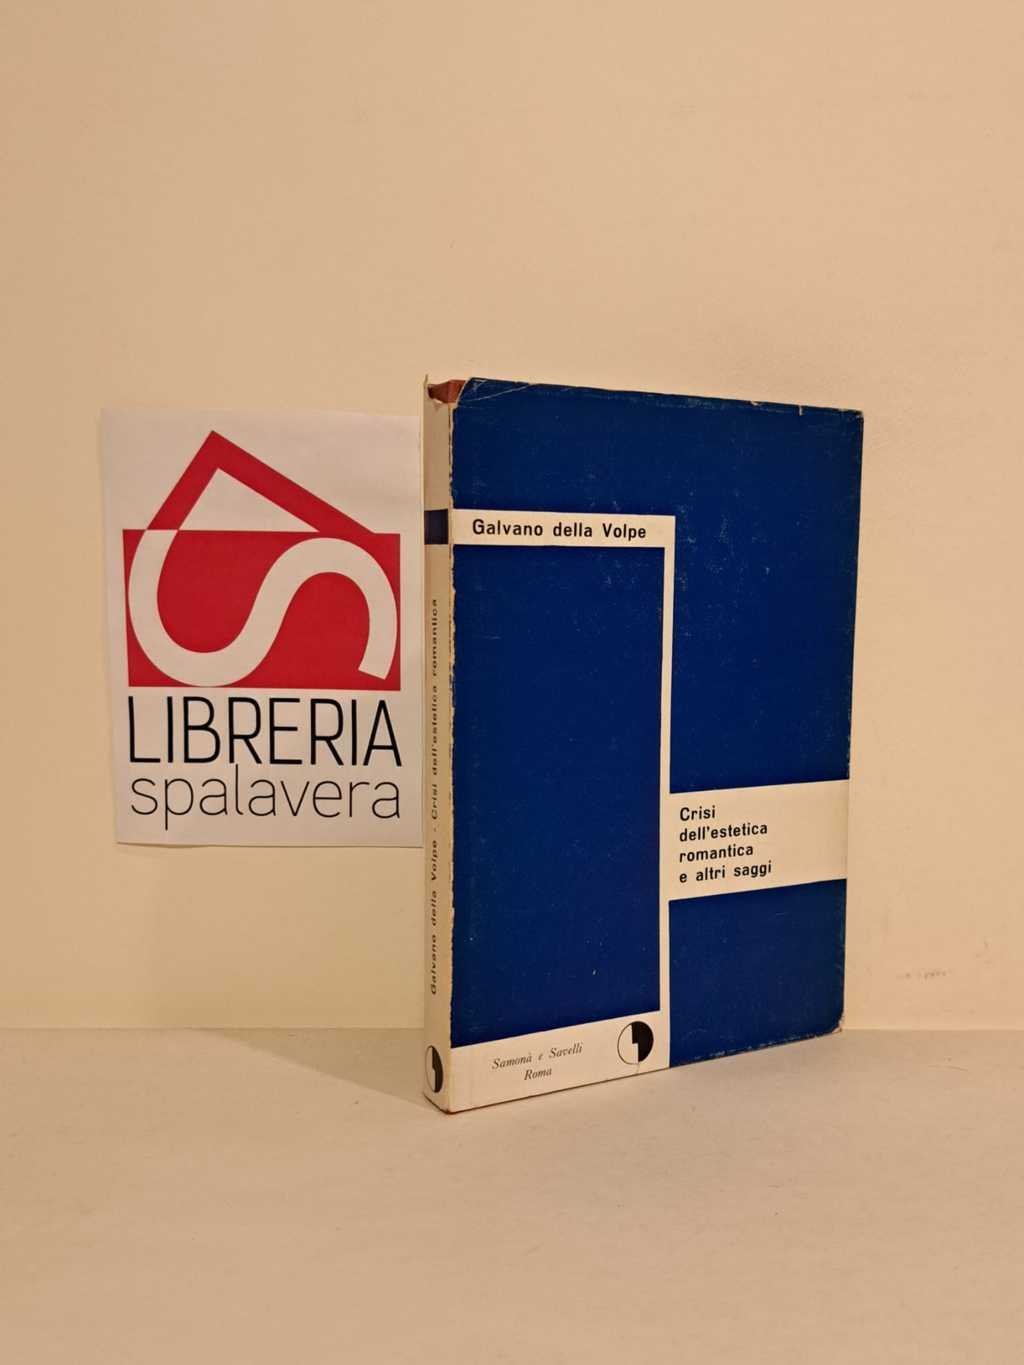 LIBRERIA
spalavera
Galvano della Volpe - Crisi dell'estetica romantica
Galvano della Volpe
Crisi
dell'estetica
romantica
e altri saggi
Samonà e Savelli
Roma